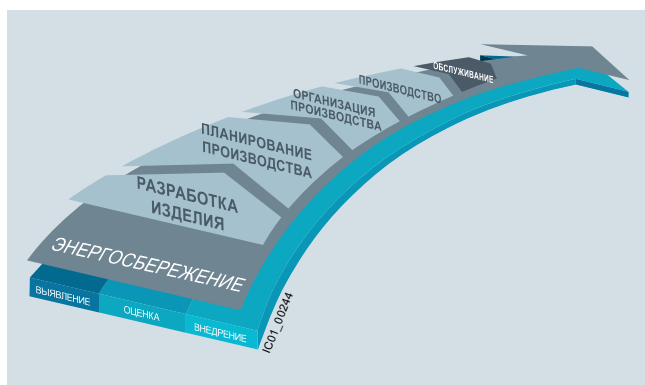 ОБСЛУЖИВАНИЕ
ПРОИЗВОДСТВО
ОРГАНИЗАЦИЯ
ПРОИЗВОДСТВА
ПЛАНИРОВАНИЕ
ПРОИЗВОДСТВА
РАЗРАБОТКА
ИЗДЕЛИЯ
ЭНЕРГОСБЕРЕЖЕНИЕ
ВЫЯВЛЕНИЕ
ОЦЕНКА
ВНЕДРЕНИЕ
IC01_00244